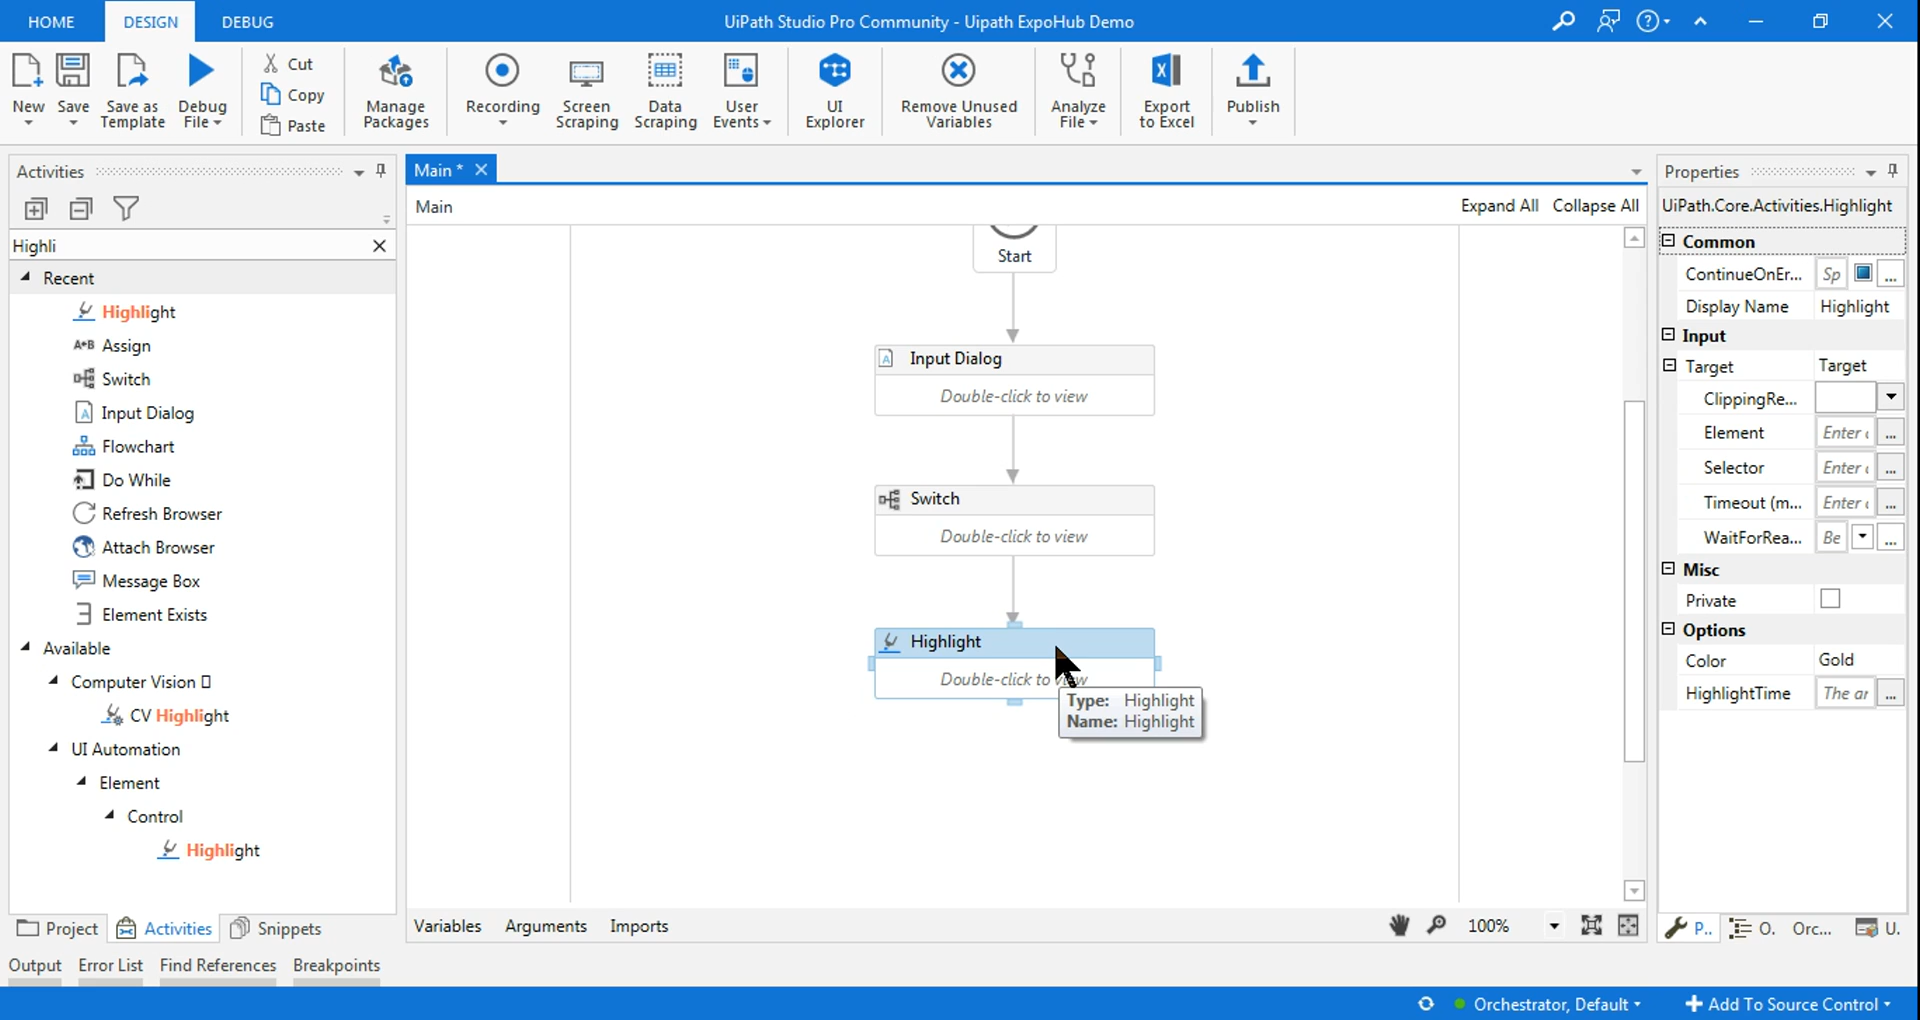 HOME DESIGN DEBUG UiPath Studio Pro Community - Uipath ExpoHub Demo
New Save Save as Template Debug File
Cut
Copy
Paste
Manage Packages
Recording
Screen Scraping
Data Scraping
User Events
UI Explorer
Remove Unused Variables
Analyze File
Export to Excel
Publish
Activities
Highli
Recent
Highlight
Assign
Switch
Input Dialog
Flowchart
Do While
Refresh Browser
Attach Browser
Message Box
Element Exists
Available
Computer Vision
CV Highlight
UI Automation
Element
Control
Highlight
Project Activities Snippets
Main *
Main Expand All Collapse All
Start
Input Dialog
Double-click to view
Switch
Double-click to view
Highlight
Double-click to view
Type: Highlight
Name: Highlight
Variables Arguments Imports 100%
Properties
UiPath.Core.Activities.Highlight
Common
ContinueOnEr... Sp ...
Display Name Highlight
Input
Target Target
ClippingRe...
Element Enter ...
Selector Enter ...
Timeout (m... Enter ...
WaitForRea... Be ...
Misc
Private
Options
Color Gold
HighlightTime The ar ...
P.. O. Orc... U.
Output Error List Find References Breakpoints
Orchestrator, Default Add To Source Control